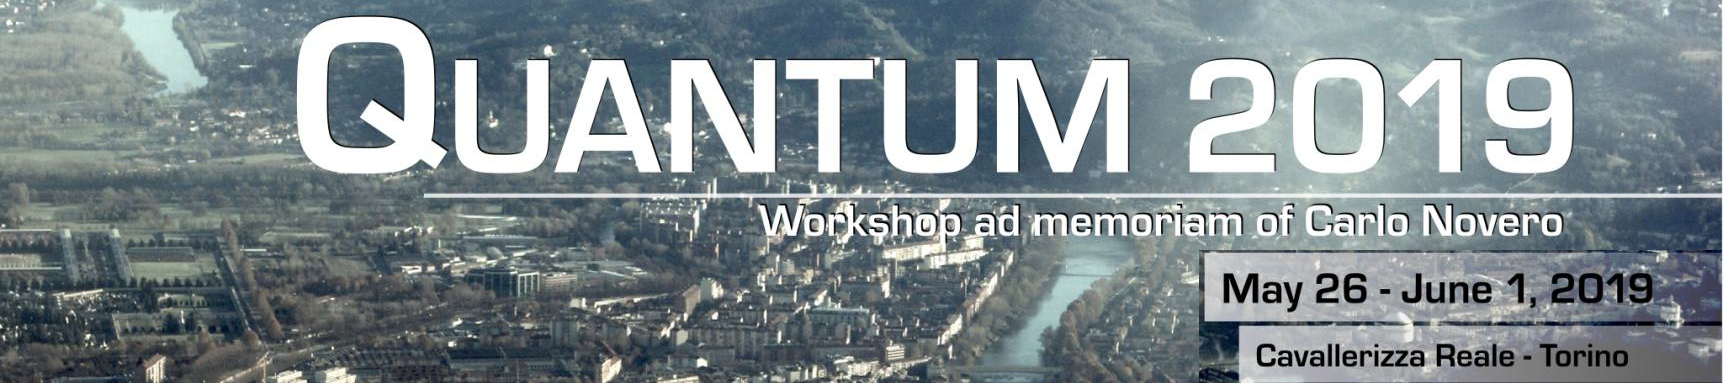 QUANTUM 2019
Workshop ad memoriam of Carlo Novero
May 26 - June 1, 2019
Cavallerizza Reale - Torino